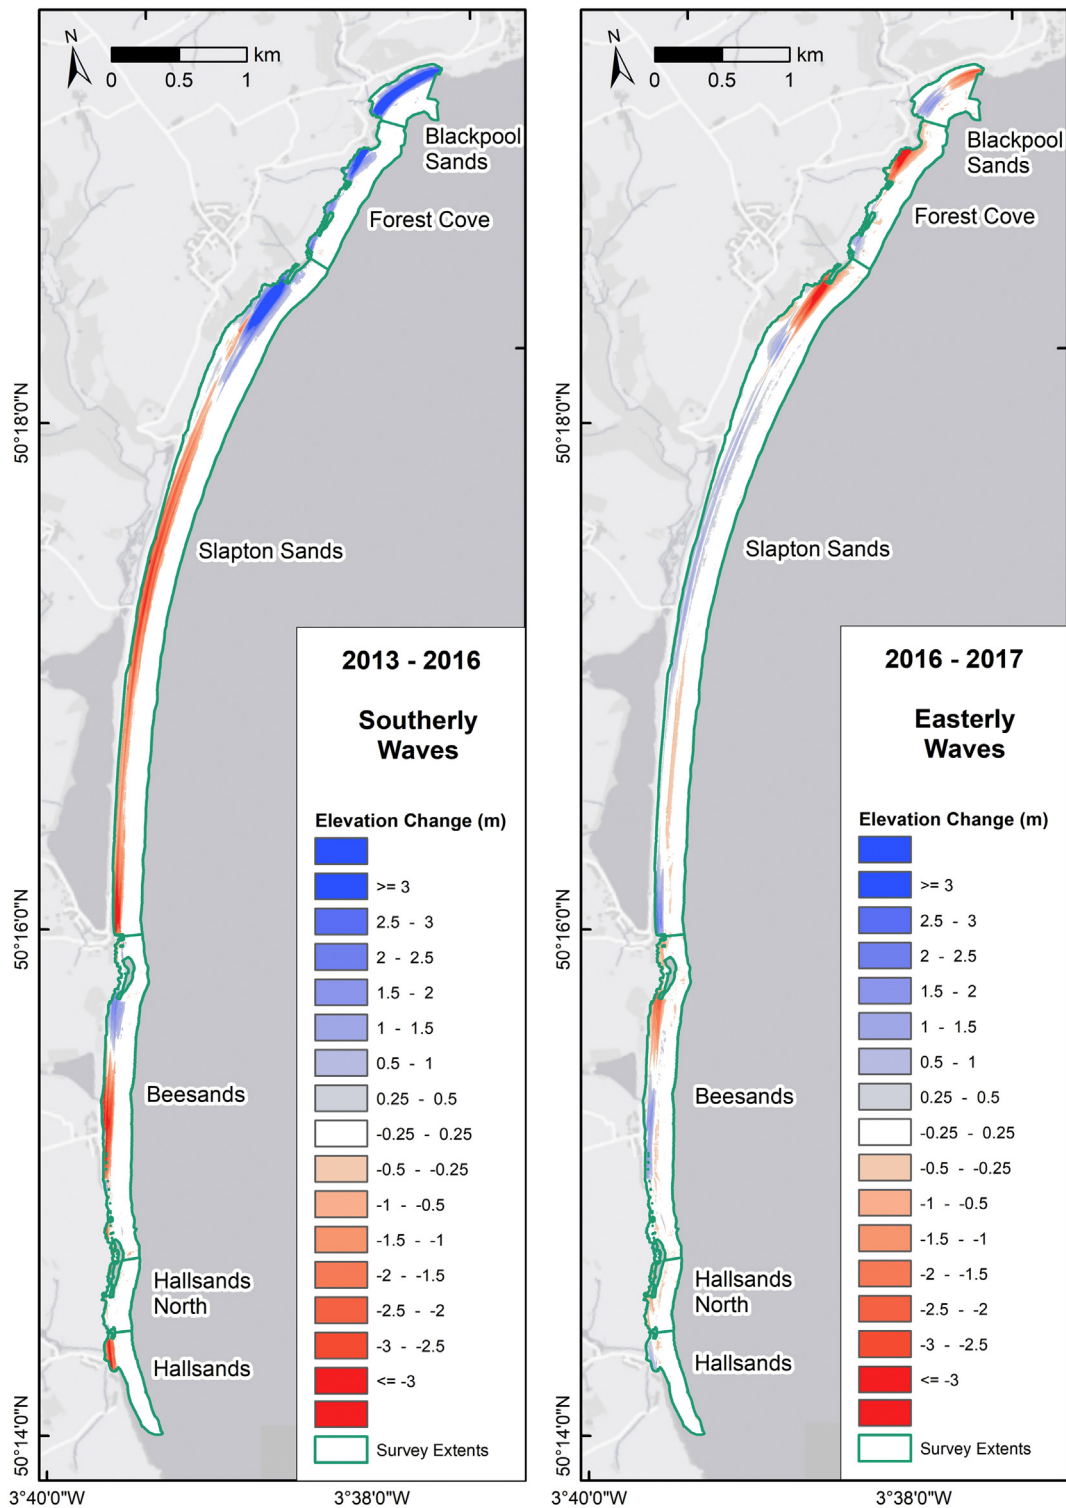 N
km
0 0.5 1
Blackpool
Sands
Forest Cove
50°18'0"N
Slapton Sands
2013 - 2016
Southerly
Waves
Elevation Change (m)
>= 3
2.5 - 3
2 - 2.5
1.5 - 2
1 - 1.5
0.5 - 1
0.25 - 0.5
-0.25 - 0.25
-0.5 - -0.25
-1 - -0.5
-1.5 - -1
-2 - -1.5
-2.5 - -2
-3 - -2.5
<= -3
Survey Extents
50°16'0"N
Beesands
Hallsands
North
Hallsands
50°14'0"N
3°40'0"W 3°38'0"W
N
km
0 0.5 1
Blackpool
Sands
Forest Cove
50°18'0"N
Slapton Sands
2016 - 2017
Easterly
Waves
Elevation Change (m)
>= 3
2.5 - 3
2 - 2.5
1.5 - 2
1 - 1.5
0.5 - 1
0.25 - 0.5
-0.25 - 0.25
-0.5 - -0.25
-1 - -0.5
-1.5 - -1
-2 - -1.5
-2.5 - -2
-3 - -2.5
<= -3
Survey Extents
50°16'0"N
Beesands
Hallsands
North
Hallsands
50°14'0"N
3°40'0"W 3°38'0"W